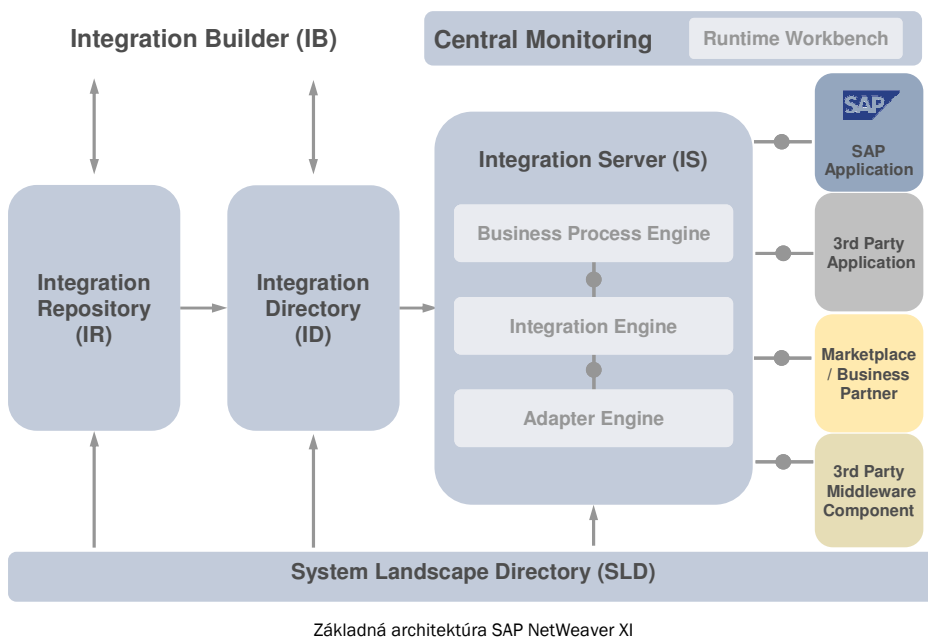 Integration Builder (IB)
Central Monitoring
Runtime Workbench
SAP
SAP
Application
Integration Server (IS)
Business Process Engine
3rd Party
Application
Integration
Repository
(IR)
Integration
Directory
(ID)
Integration Engine
Marketplace
/ Business
Partner
Adapter Engine
3rd Party
Middleware
Component
System Landscape Directory (SLD)
Základná architektúra SAP NetWeaver XI